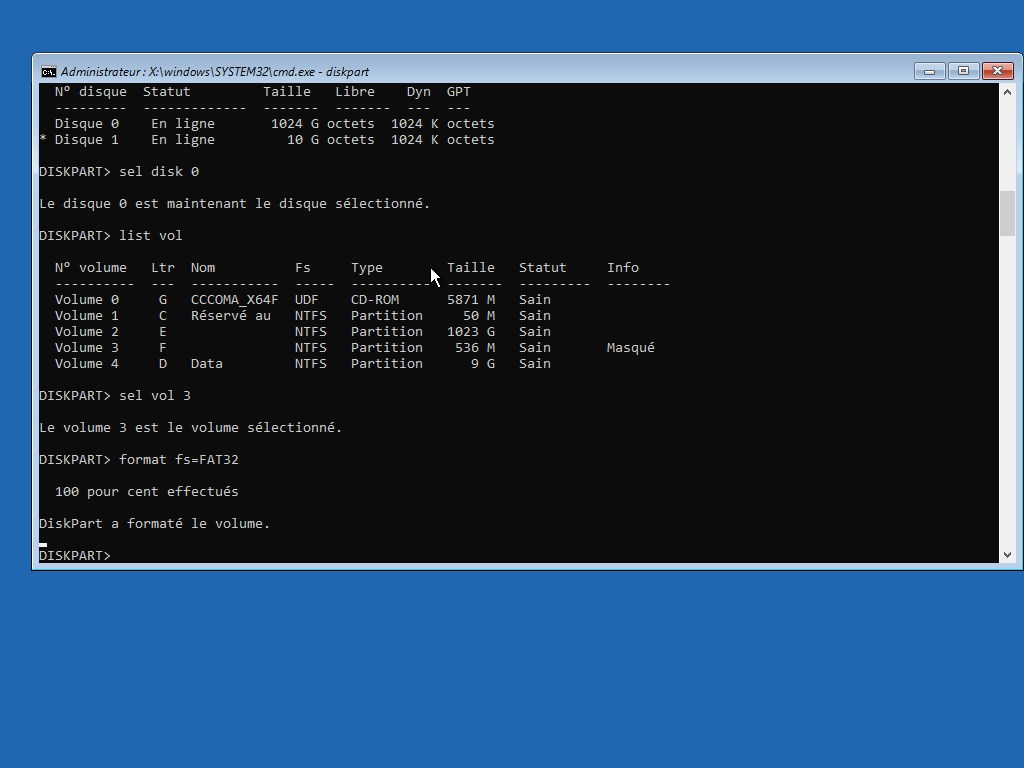 Administrateur : X:\windows\SYSTEM32\cmd.exe - diskpart
  N° disque  Statut         Taille   Libre    Dyn  GPT
  ---------  -------------  -------  -------  ---  ---
  Disque 0    En ligne       1024 G octets  1024 K octets
* Disque 1    En ligne         10 G octets  1024 K octets
DISKPART> sel disk 0
Le disque 0 est maintenant le disque sélectionné.
DISKPART> list vol
  N° volume   Ltr  Nom          Fs     Type        Taille   Statut     Info
  ----------  ---  -----------  -----  ----------  -------  ---------  --------
  Volume 0     G   CCCOMA_X64F  UDF    CD-ROM      5871 M   Sain
  Volume 1     C   Réservé au   NTFS   Partition     50 M   Sain
  Volume 2     E                NTFS   Partition   1023 G   Sain
  Volume 3     F                NTFS   Partition    536 M   Sain       Masqué
  Volume 4     D   Data         NTFS   Partition      9 G   Sain
DISKPART> sel vol 3
Le volume 3 est le volume sélectionné.
DISKPART> format fs=FAT32
  100 pour cent effectués
DiskPart a formaté le volume.
DISKPART>